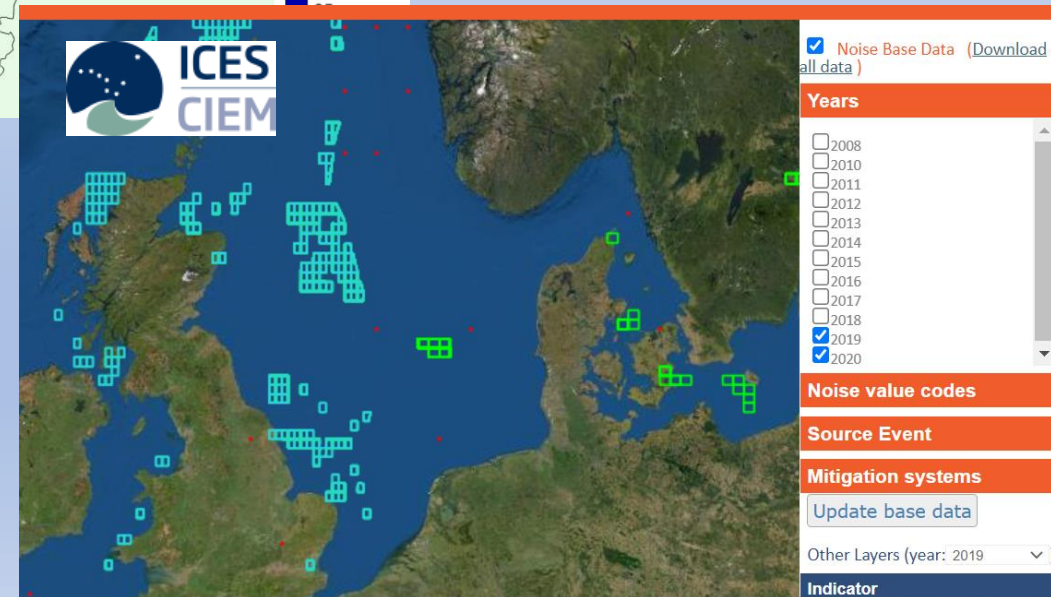 ICES
CIEM
Noise Base Data (Download
all data )
Years
2008
2010
2011
2012
2013
2014
2015
2016
2017
2018
2019
2020
Noise value codes
Source Event
Mitigation systems
Update base data
Other Layers (year: 2019
Indicator